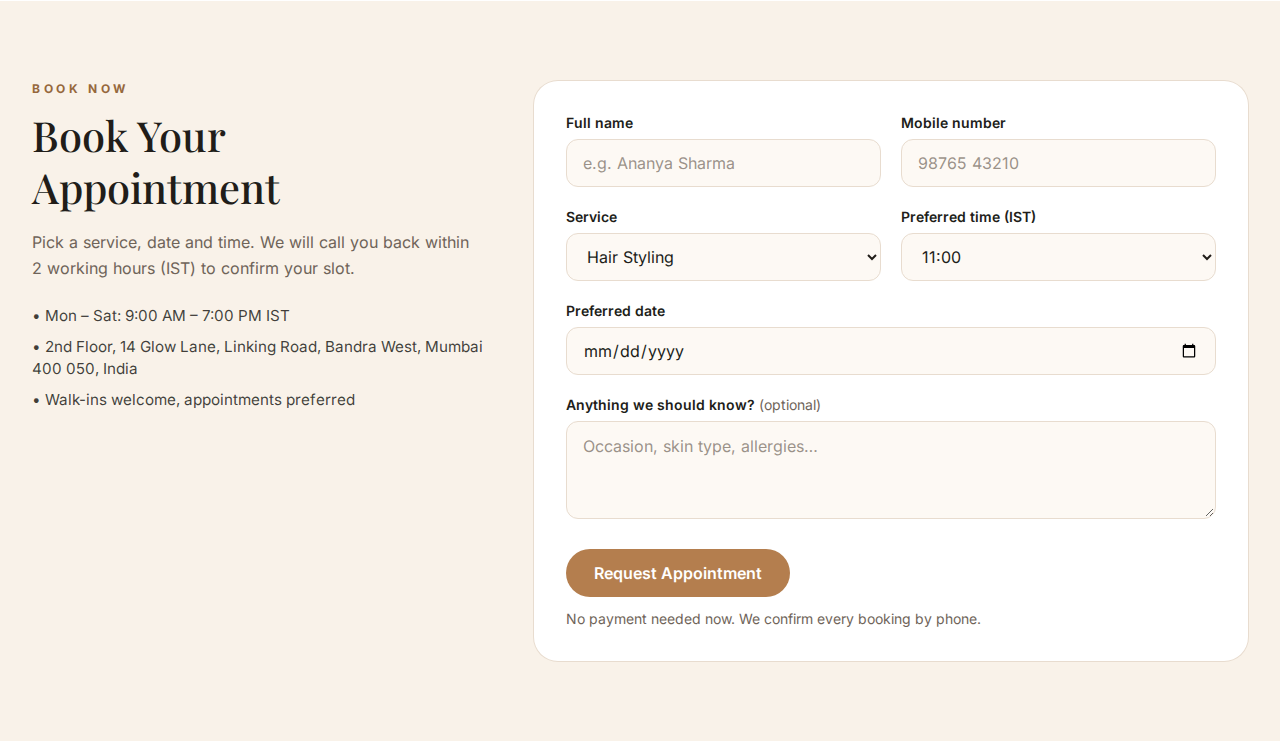 BOOK NOW
Book Your
Appointment
Pick a service, date and time. We will call you back within
2 working hours (IST) to confirm your slot.
• Mon – Sat: 9:00 AM – 7:00 PM IST
• 2nd Floor, 14 Glow Lane, Linking Road, Bandra West, Mumbai
400 050, India
• Walk-ins welcome, appointments preferred
Full name
e.g. Ananya Sharma
Mobile number
98765 43210
Service
Hair Styling
Preferred time (IST)
11:00
Preferred date
mm/dd/yyyy
Anything we should know? (optional)
Occasion, skin type, allergies...
Request Appointment
No payment needed now. We confirm every booking by phone.